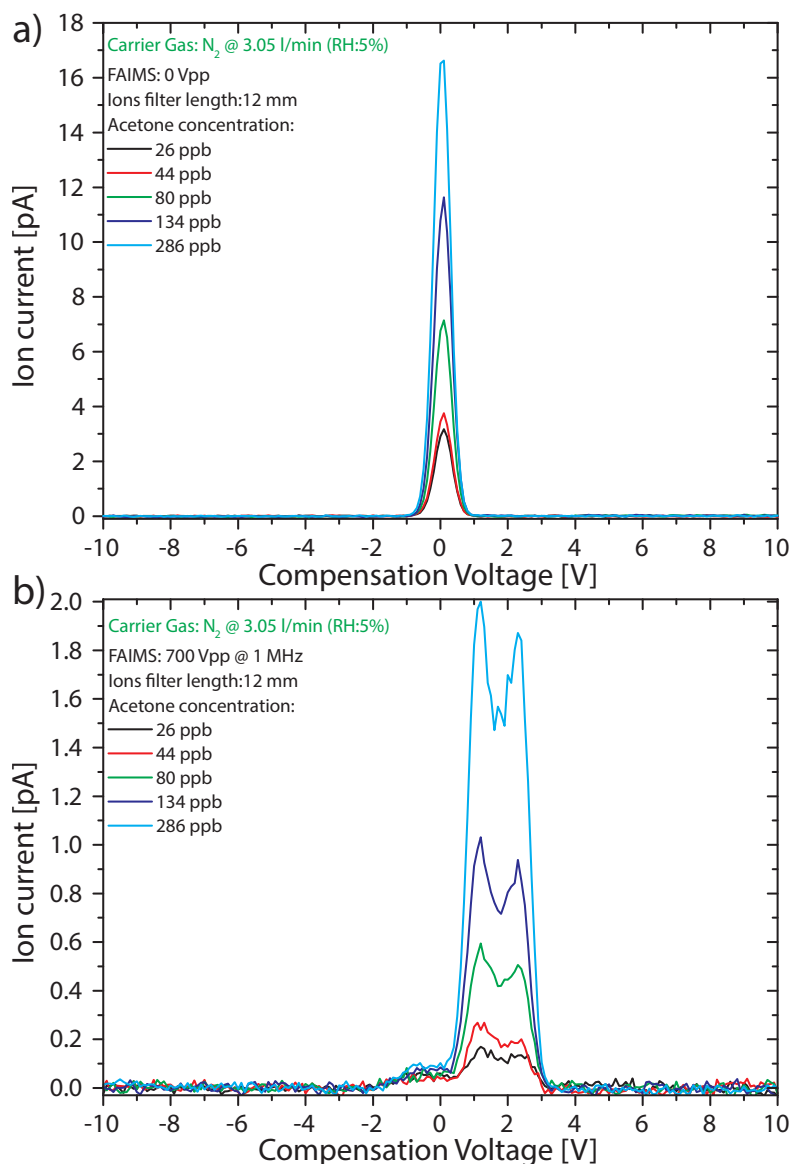 a)
Carrier Gas: N2 @ 3.05 l/min (RH:5%)
FAIMS: 0 Vpp
Ions filter length:12 mm
Acetone concentration:
26 ppb
44 ppb
80 ppb
134 ppb
286 ppb
Ion current [pA]
18
16
14
12
10
8
6
4
2
0
-10 -8 -6 -4 -2 0 2 4 6 8 10
Compensation Voltage [V]
b)
Carrier Gas: N2 @ 3.05 l/min (RH:5%)
FAIMS: 700 Vpp @ 1 MHz
Ions filter length:12 mm
Acetone concentration:
26 ppb
44 ppb
80 ppb
134 ppb
286 ppb
Ion current [pA]
2.0
1.8
1.6
1.4
1.2
1.0
0.8
0.6
0.4
0.2
0.0
-10 -8 -6 -4 -2 0 2 4 6 8 10
Compensation Voltage [V]